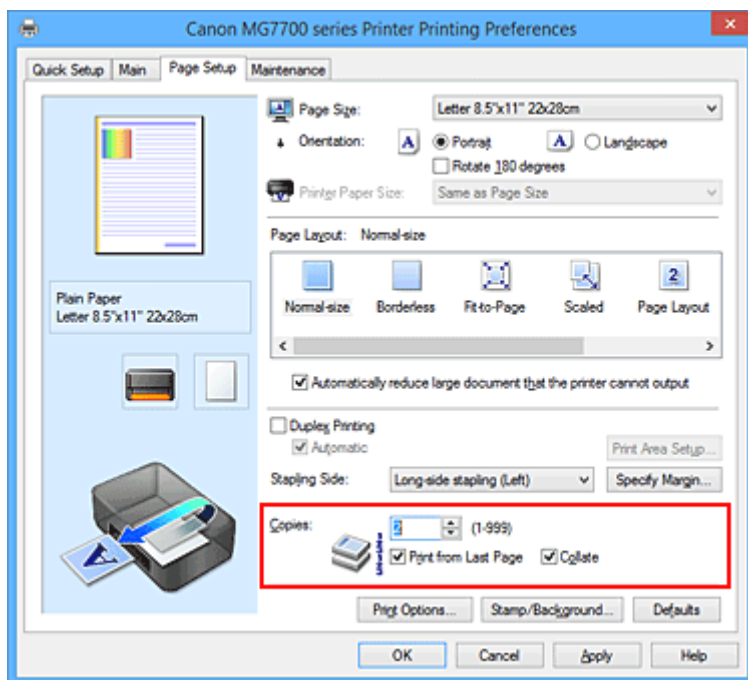 Canon MG7700 series Printer Printing Preferences
Quick Setup Main Page Setup Maintenance
Page Size: Letter 8.5"x11" 22x28cm
Orientation: A Portrait A Landscape
Rotate 180 degrees
Printer Paper Size: Same as Page Size
Page Layout: Normal-size
2
Normal-size Borderless Fit-to-Page Scaled Page Layout
Plain Paper
Letter 8.5"x11" 22x28cm
Automatically reduce large document that the printer cannot output
Duplex Printing
Automatic
Print Area Setup...
Stapling Side: Long-side stapling (Left) Specify Margin...
Copies: 2 (1-999)
Print from Last Page Collate
A
Print Options... Stamp/Background... Defaults
OK Cancel Apply Help